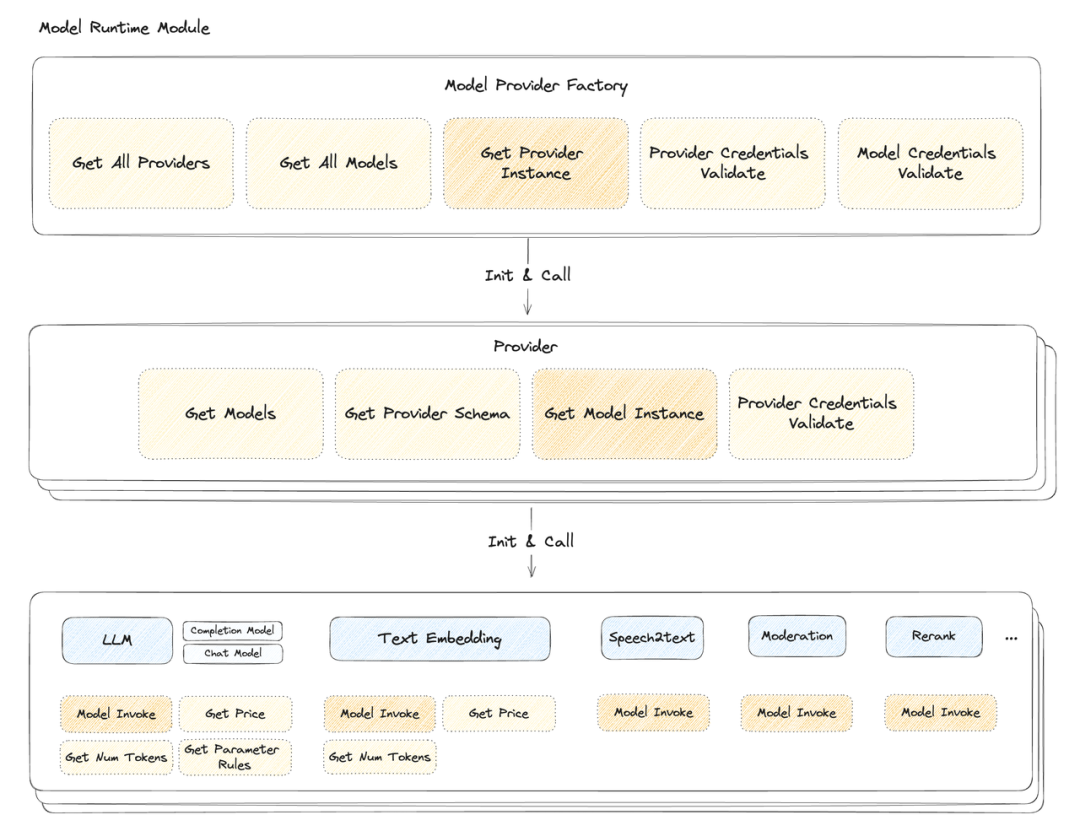 Model Runtime Module
Model Provider Factory
Get All Providers
Get All Models
Get Provider
Instance
Provider Credentials
Validate
Model Credentials
Validate
Init & Call
Provider
Get Models
Get Provider Schema
Get Model Instance
Provider Credentials
Validate
Init & Call
LLM
Completion Model
Chat Model
Text Embedding
Speech2text
Moderation
Rerank
...
Model Invoke
Get Price
Get Num Tokens
Get Parameter
Rules
Model Invoke
Get Price
Get Num Tokens
Model Invoke
Model Invoke
Model Invoke